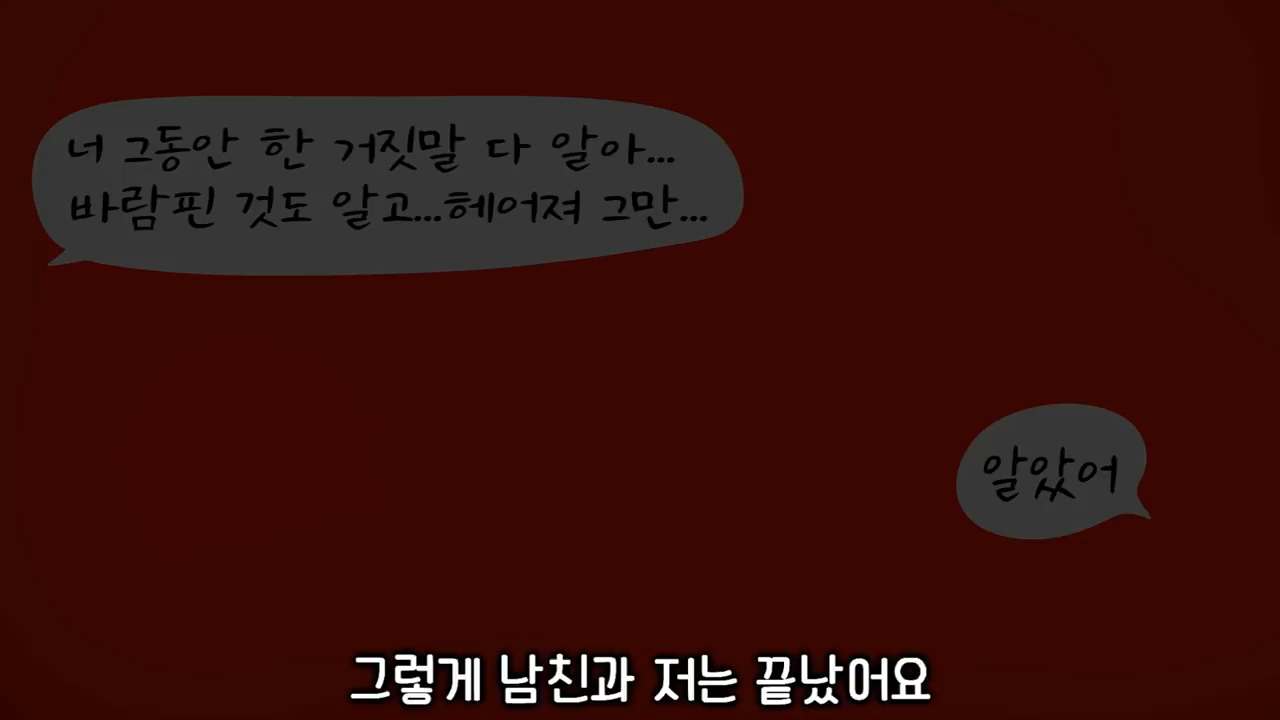 너 그동안 한 거짓말 다 알아...
바람핀 것도 알고...헤어져 그만...
알았어
그렇게 남친과 저는 끝났어요